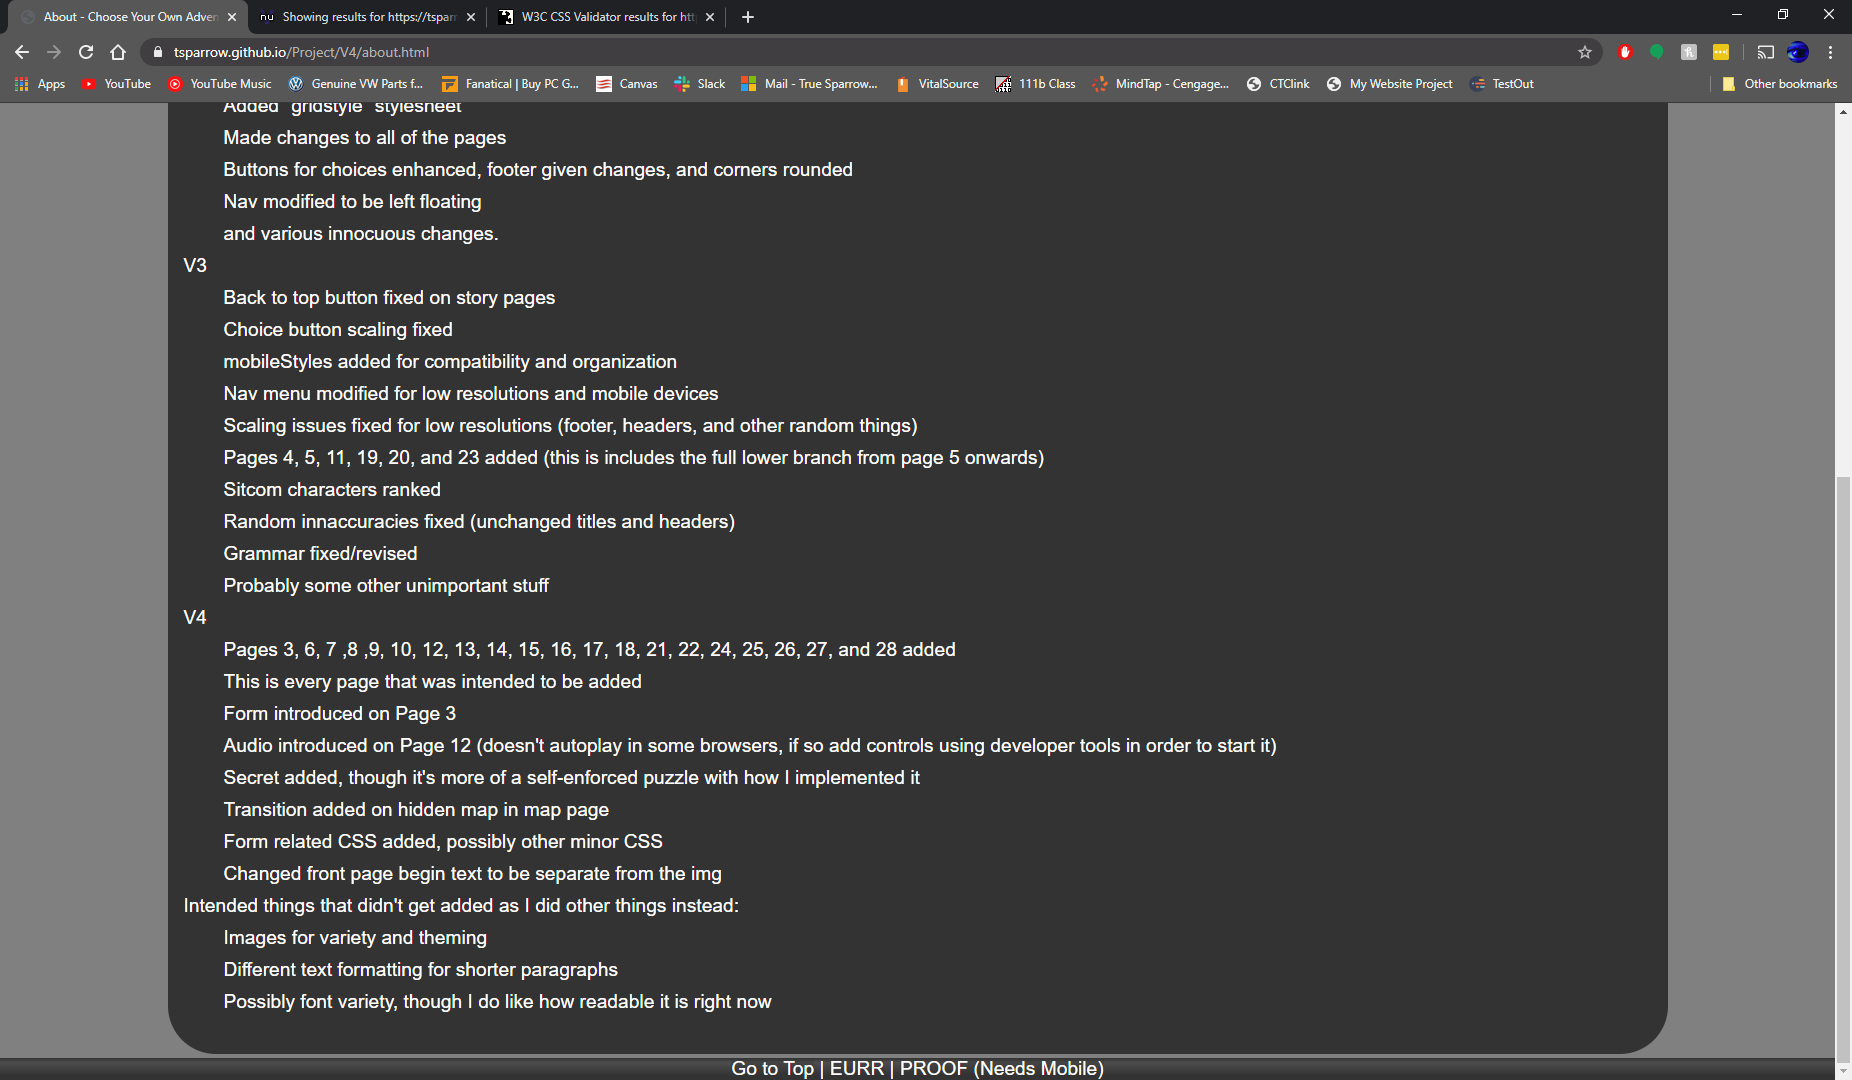 About - Choose Your Own Adven
Showing results for https://tsparr
W3C CSS Validator results for htt
tsparrow.github.io/Project/V4/about.html
Apps YouTube YouTube Music Genuine VW Parts f... Fanatical | Buy PC G... Canvas Slack Mail - True Sparrow... VitalSource 111b Class MindTap - Cengage... CTClink My Website Project TestOut Other bookmarks
Added "gridstyle" stylesheet
Made changes to all of the pages
Buttons for choices enhanced, footer given changes, and corners rounded
Nav modified to be left floating
and various innocuous changes.
V3
Back to top button fixed on story pages
Choice button scaling fixed
mobileStyles added for compatibility and organization
Nav menu modified for low resolutions and mobile devices
Scaling issues fixed for low resolutions (footer, headers, and other random things)
Pages 4, 5, 11, 19, 20, and 23 added (this is includes the full lower branch from page 5 onwards)
Sitcom characters ranked
Random innaccuracies fixed (unchanged titles and headers)
Grammar fixed/revised
Probably some other unimportant stuff
V4
Pages 3, 6, 7 ,8 ,9, 10, 12, 13, 14, 15, 16, 17, 18, 21, 22, 24, 25, 26, 27, and 28 added
This is every page that was intended to be added
Form introduced on Page 3
Audio introduced on Page 12 (doesn't autoplay in some browsers, if so add controls using developer tools in order to start it)
Secret added, though it's more of a self-enforced puzzle with how I implemented it
Transition added on hidden map in map page
Form related CSS added, possibly other minor CSS
Changed front page begin text to be separate from the img
Intended things that didn't get added as I did other things instead:
Images for variety and theming
Different text formatting for shorter paragraphs
Possibly font variety, though I do like how readable it is right now
Go to Top | EURR | PROOF (Needs Mobile)